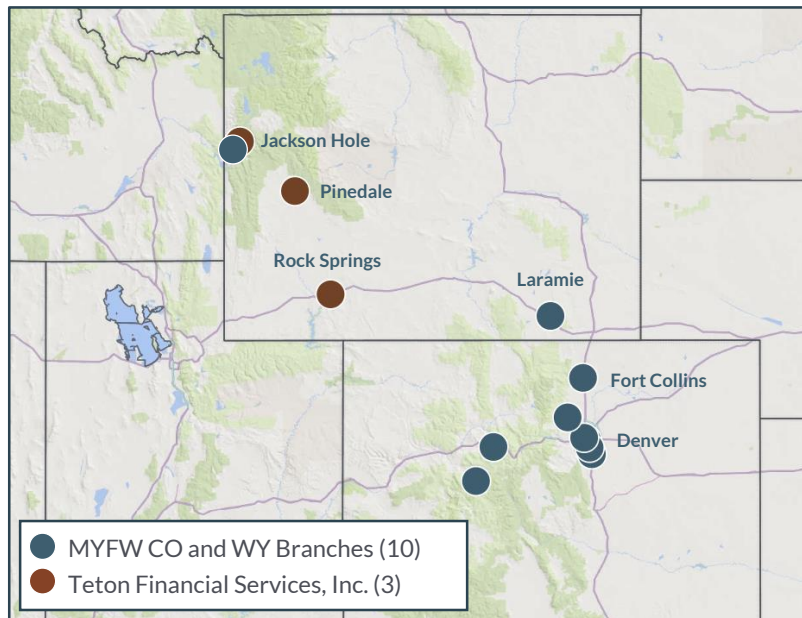 Jackson Hole
Pinedale
Rock Springs
Laramie
Fort Collins
Denver
MYFW CO and WY Branches (10)
Teton Financial Services, Inc. (3)